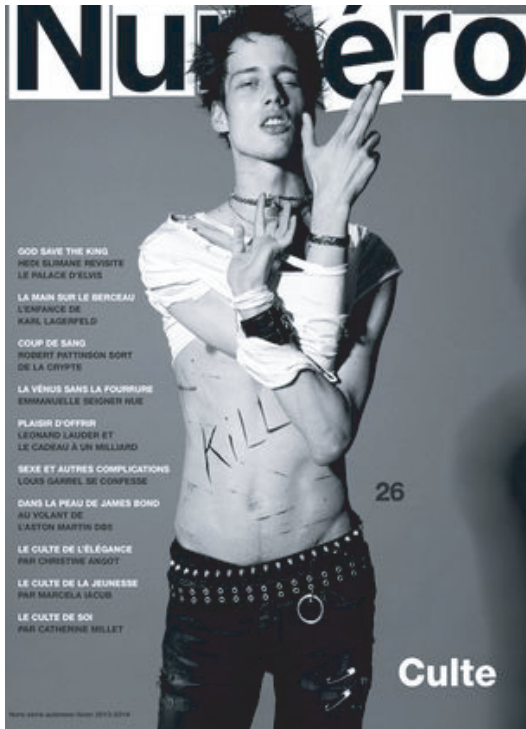 Numéro
GOD SAVE THE KING
HEDI SLIMANE REVISITE
LE PALACE D'ELVIS
LA MAIN SUR LE BERCEAU
L'ENFANCE DE
KARL LAGERFELD
COUP DE SANG
ROBERT PATTINSON SORT
DE LA CRYPTE
LA VÉNUS SANS LA FOURRURE
EMMANUELLE SEIGNER NUE
PLAISIR D'OFFRIR
LEONARD LAUDER ET
LE CADEAU À UN MILLIARD
SEXE ET AUTRES COMPLICATIONS
LOUIS GARREL SE CONFESSE
DANS LA PEAU DE JAMES BOND
AU VOLANT DE
L'ASTON MARTIN DBS
LE CULTE DE L'ÉLÉGANCE
PAR CHRISTINE ANGOT
LE CULTE DE LA JEUNESSE
PAR MARCELA IACUB
LE CULTE DE SOI
PAR CATHERINE MILLET
KiLL
26
Culte
2013-2014